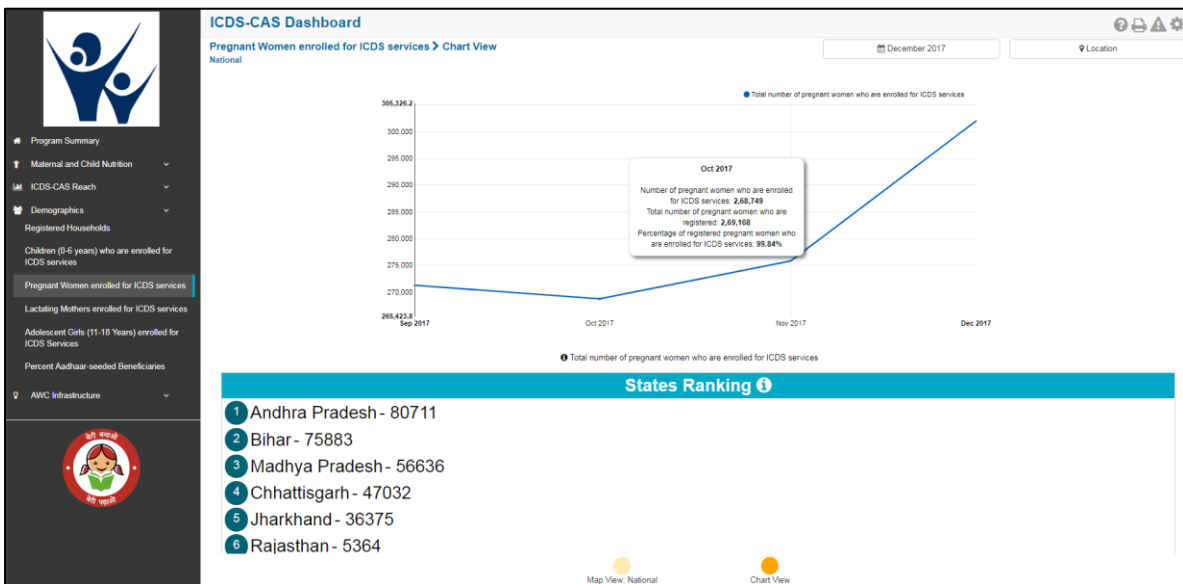 ICDS-CAS Dashboard
Pregnant Women enrolled for ICDS services > Chart View
National
December 2017
Location
Program Summary
Maternal and Child Nutrition
ICDS-CAS Reach
Demographics
Registered Households
Children (0-6 years) who are enrolled for
ICDS services
Pregnant Women enrolled for ICDS services
Lactating Mothers enrolled for ICDS services
Adolescent Girls (11-18 Years) enrolled for
ICDS Services
Percent Aadhaar-seeded Beneficiaries
AWC Infrastructure
बेटी बचाओ
बेटी पढ़ाओ
Total number of pregnant women who are enrolled for ICDS services
305,326.2
300,000
295,000
290,000
285,000
280,000
275,000
270,000
265,423.8
Sep 2017
Oct 2017
Nov 2017
Dec 2017
Oct 2017
Number of pregnant women who are enrolled
for ICDS services: 2,68,749
Total number of pregnant women who are
registered: 2,69,168
Percentage of registered pregnant women who
are enrolled for ICDS services: 99.84%
Total number of pregnant women who are enrolled for ICDS services
States Ranking
1 Andhra Pradesh - 80711
2 Bihar - 75883
3 Madhya Pradesh - 56636
4 Chhattisgarh - 47032
5 Jharkhand - 36375
6 Rajasthan - 5364
Map View: National
Chart View